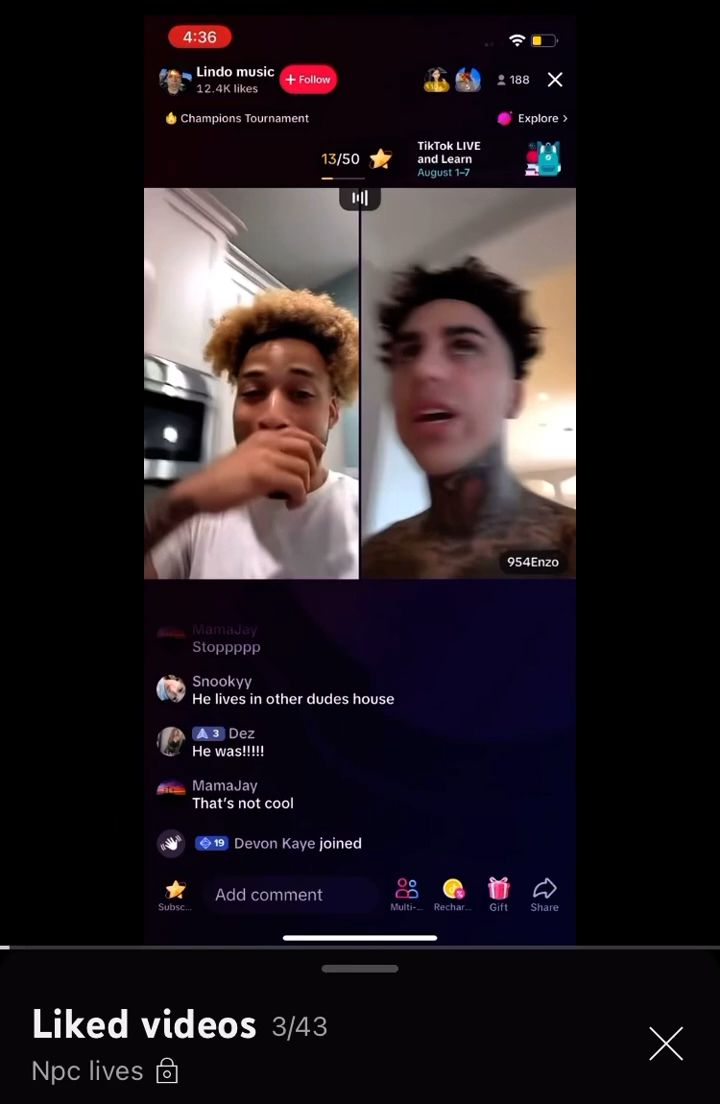 4:36
Lindo music
12.4K likes
+ Follow
188
Champions Tournament
Explore >
13/50
TikTok LIVE
and Learn
August 1–7
954Enzo
MamaJay
Stoppppp
Snookyy
He lives in other dudes house
3 Dez
He was!!!!!
MamaJay
That's not cool
19 Devon Kaye joined
Subsc...
Add comment
Multi-...
Rechar...
Gift
Share
Liked videos 3/43
Npc lives